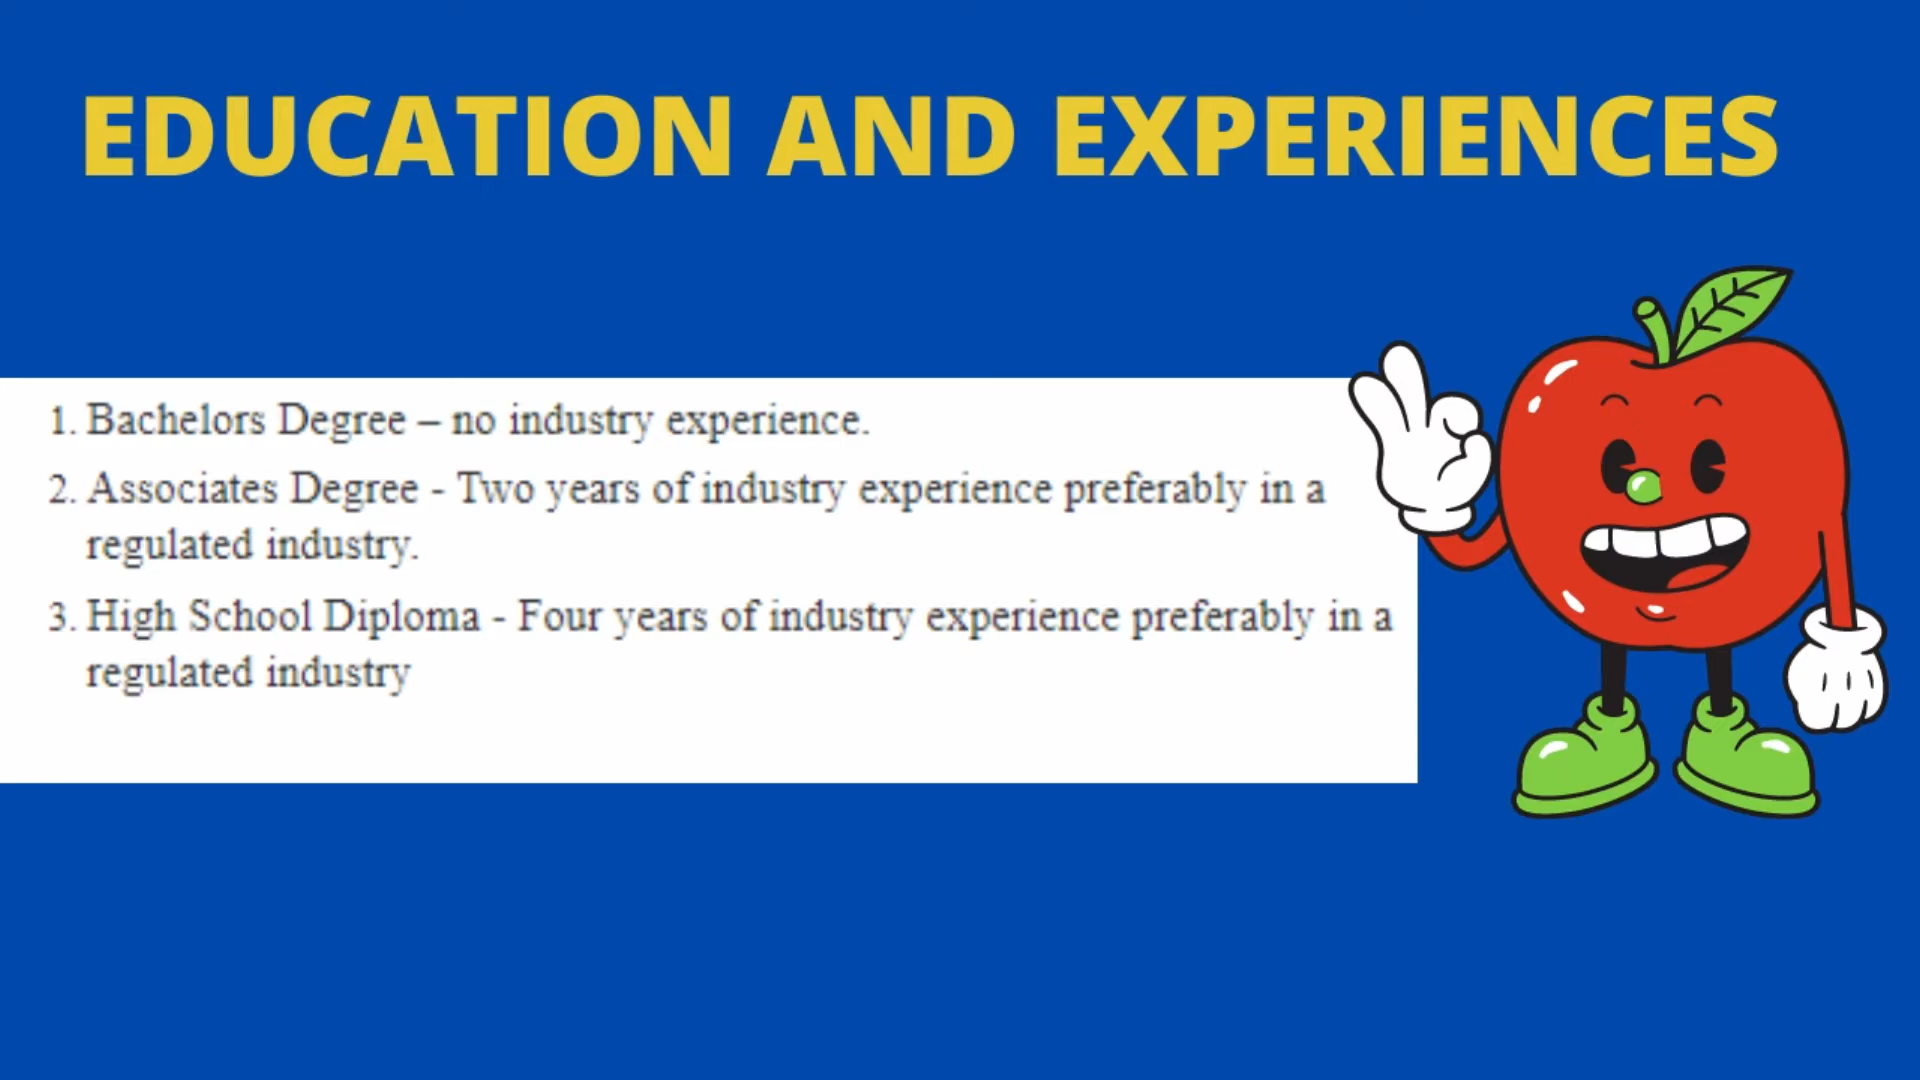 EDUCATION AND EXPERIENCES
1. Bachelors Degree – no industry experience.
2. Associates Degree - Two years of industry experience preferably in a
regulated industry.
3. High School Diploma - Four years of industry experience preferably in a
regulated industry